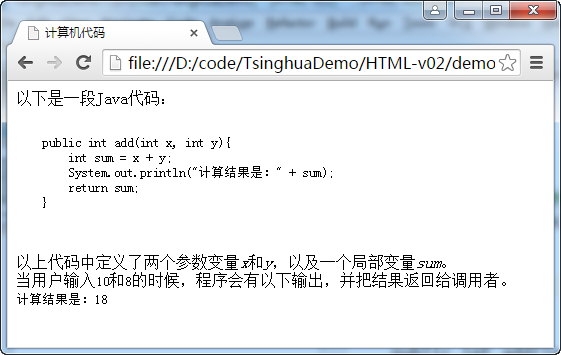 计算机代码
file:///D:/code/TsinghuaDemo/HTML-v02/demo
以下是一段Java代码：
public int add(int x, int y){
int sum = x + y;
System.out.println("计算结果是：" + sum);
return sum;
}
以上代码中定义了两个参数变量x和y，以及一个局部变量sum。
当用户输入10和8的时候，程序会有以下输出，并把结果返回给调用者。
计算结果是：18